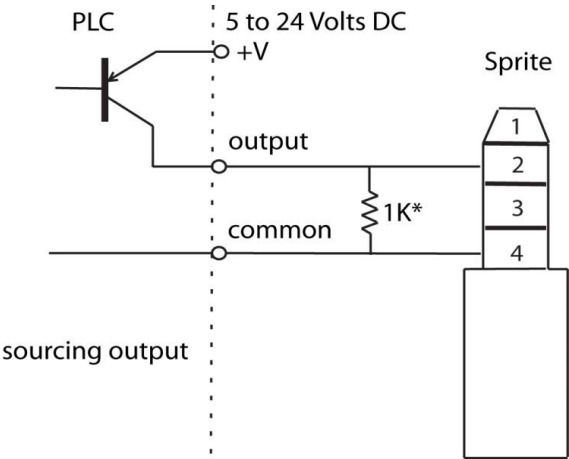 PLC
5 to 24 Volts DC
+V
Sprite
output
1K*
common
sourcing output
1
2
3
4